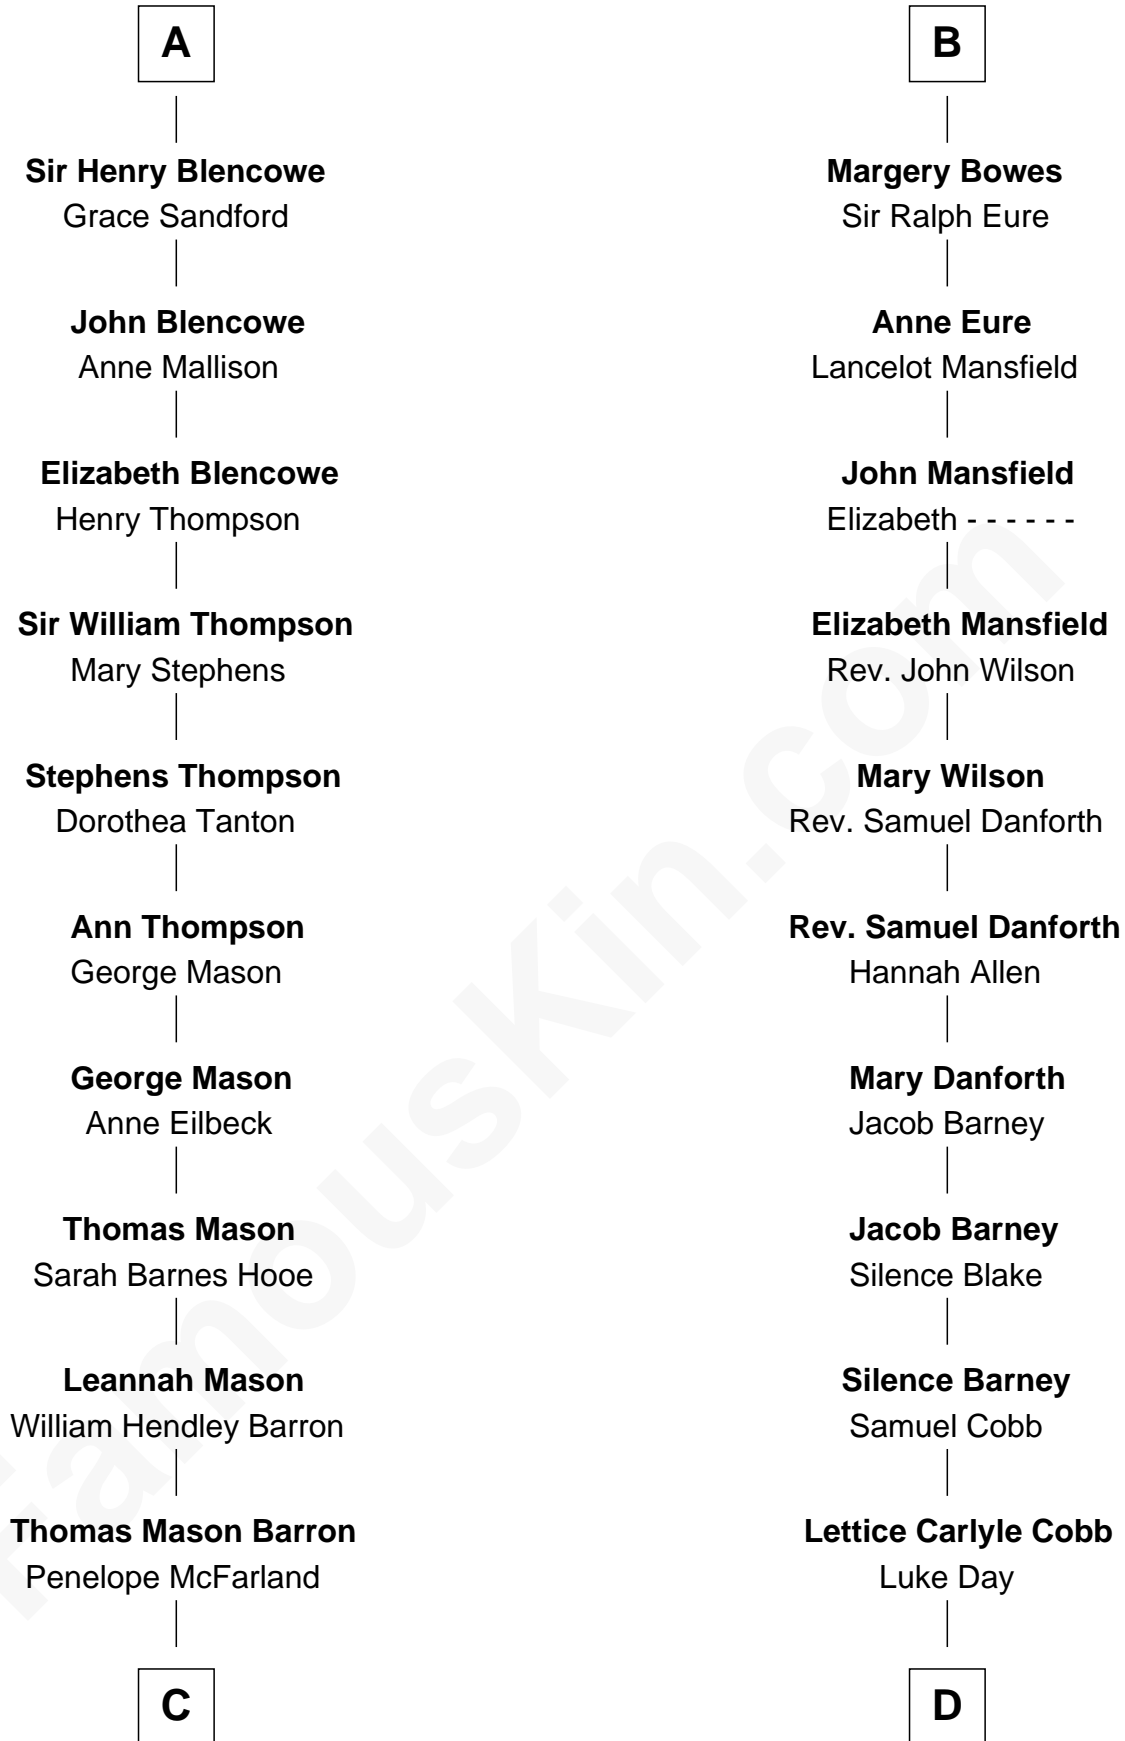 A
Sir Henry Blencowe
Grace Sandford
John Blencowe
Anne Mallison
Elizabeth Blencowe
Henry Thompson
Sir William Thompson
Mary Stephens
Stephens Thompson
Dorothea Tanton
Ann Thompson
George Mason
George Mason
Anne Eilbeck
Thomas Mason
Sarah Barnes Hooe
Leannah Mason
William Hendley Barron
Thomas Mason Barron
Penelope McFarland
C
B
Margery Bowes
Sir Ralph Eure
Anne Eure
Lancelot Mansfield
John Mansfield
Elizabeth - - - - - -
Elizabeth Mansfield
Rev. John Wilson
Mary Wilson
Rev. Samuel Danforth
Rev. Samuel Danforth
Hannah Allen
Mary Danforth
Jacob Barney
Jacob Barney
Silence Blake
Silence Barney
Samuel Cobb
Lettice Carlyle Cobb
Luke Day
D
FamousKin.com